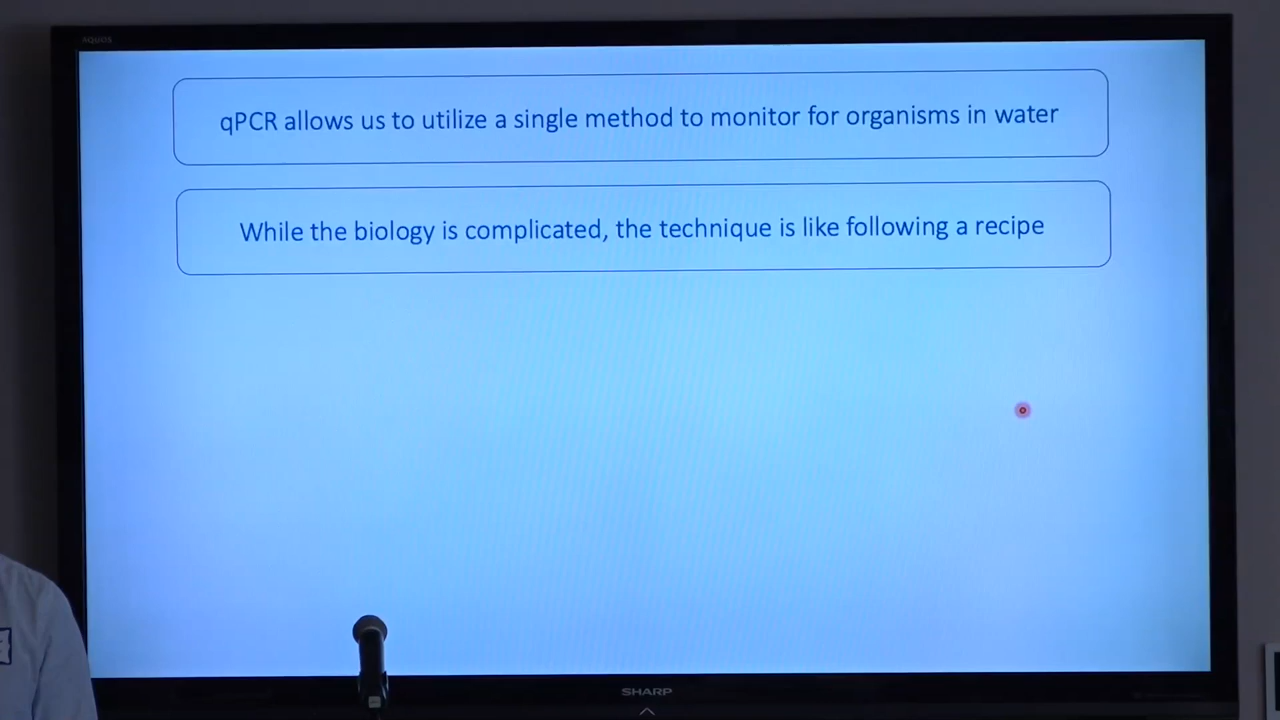 AQUOS
qPCR allows us to utilize a single method to monitor for organisms in water
While the biology is complicated, the technique is like following a recipe
SHARP